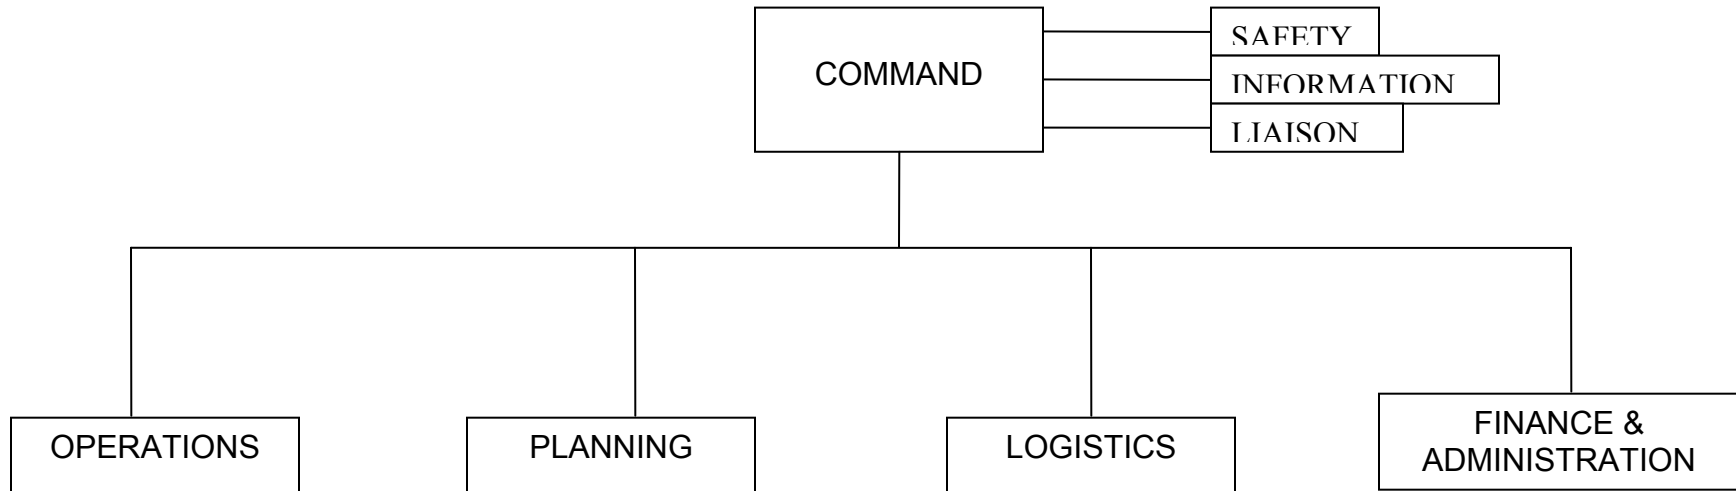 COMMAND
SAFETY
INFORMATION
LIAISON
OPERATIONS
PLANNING
LOGISTICS
FINANCE &
ADMINISTRATION